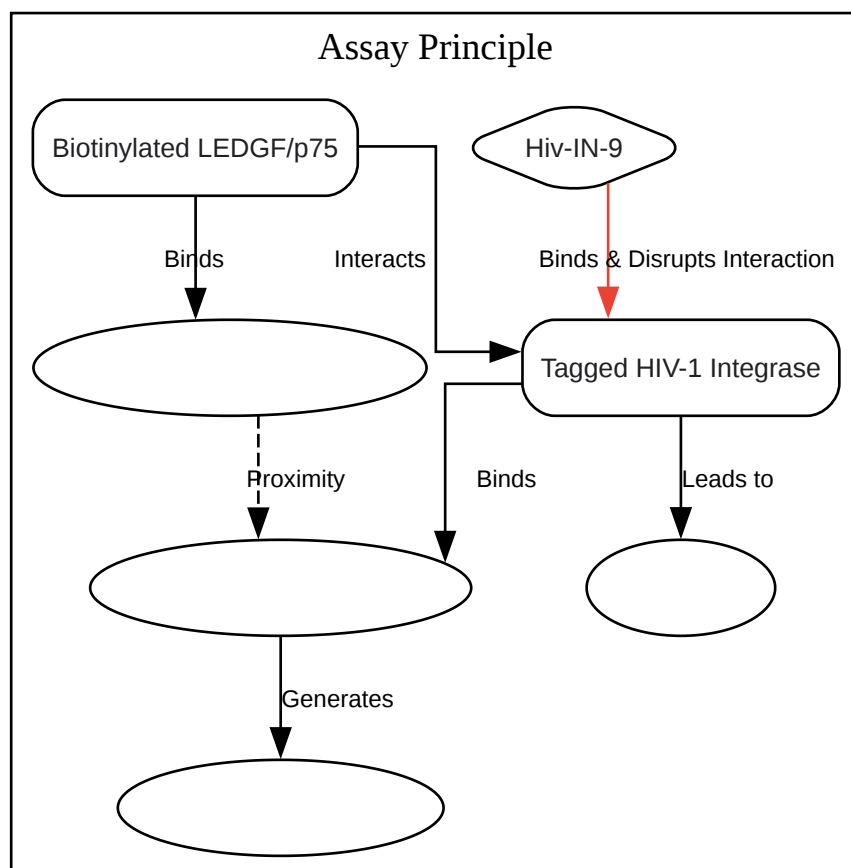 Assay Principle
Biotinylated LEDGF/p75
Hiv-IN-9
Binds
Interacts
Binds & Disrupts Interaction
Tagged HIV-1 Integrase
Proximity
Binds
Leads to
Generates